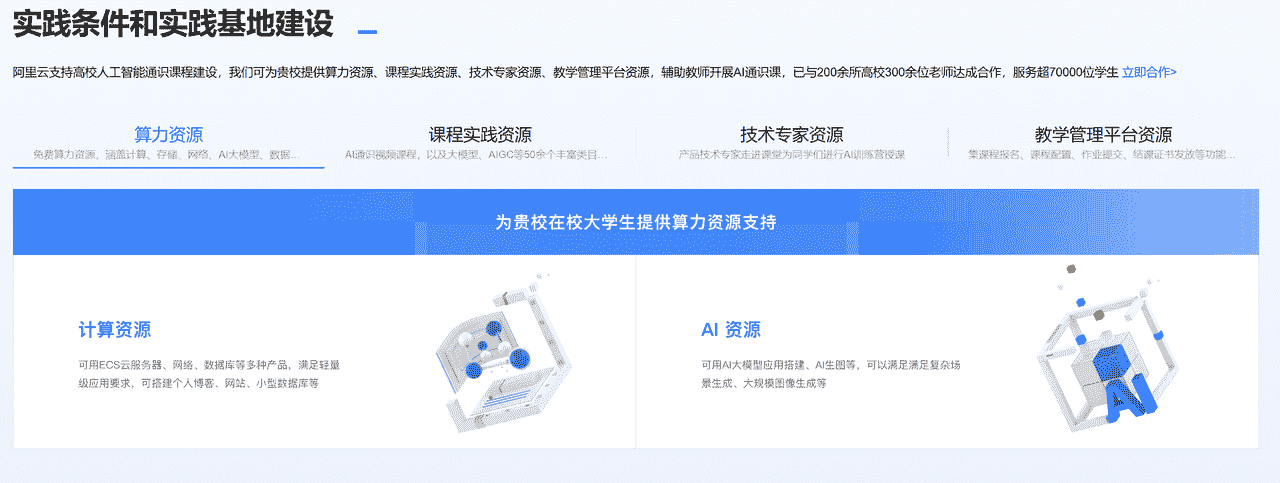 实践条件和实践基地建设
阿里云支持高校人工智能通识课程建设，我们可为贵校提供算力资源、课程实践资源、技术专家资源、教学管理平台资源，辅助教师开展AI通识课，已与200余所高校300余位老师达成合作，服务超70000位学生 立即合作>
算力资源
免费算力资源，涵盖计算、存储、网络、AI大模型、数据...
课程实践资源
AI通识视频课程，以及大模型、AIGC等50余个丰富类目...
技术专家资源
产品技术专家走进课堂为同学们进行AI训练营授课
教学管理平台资源
集课程报名、课程配置、作业提交、结课证书发放等功能...
为贵校在校大学生提供算力资源支持
计算资源
可用ECS云服务器、网络、数据库等多种产品，满足轻量
级应用要求，可搭建个人博客、网站、小型数据库等
AI 资源
可用AI大模型应用搭建、AI生图等，可以满足满足复杂场
景生成、大规模图像生成等
AI